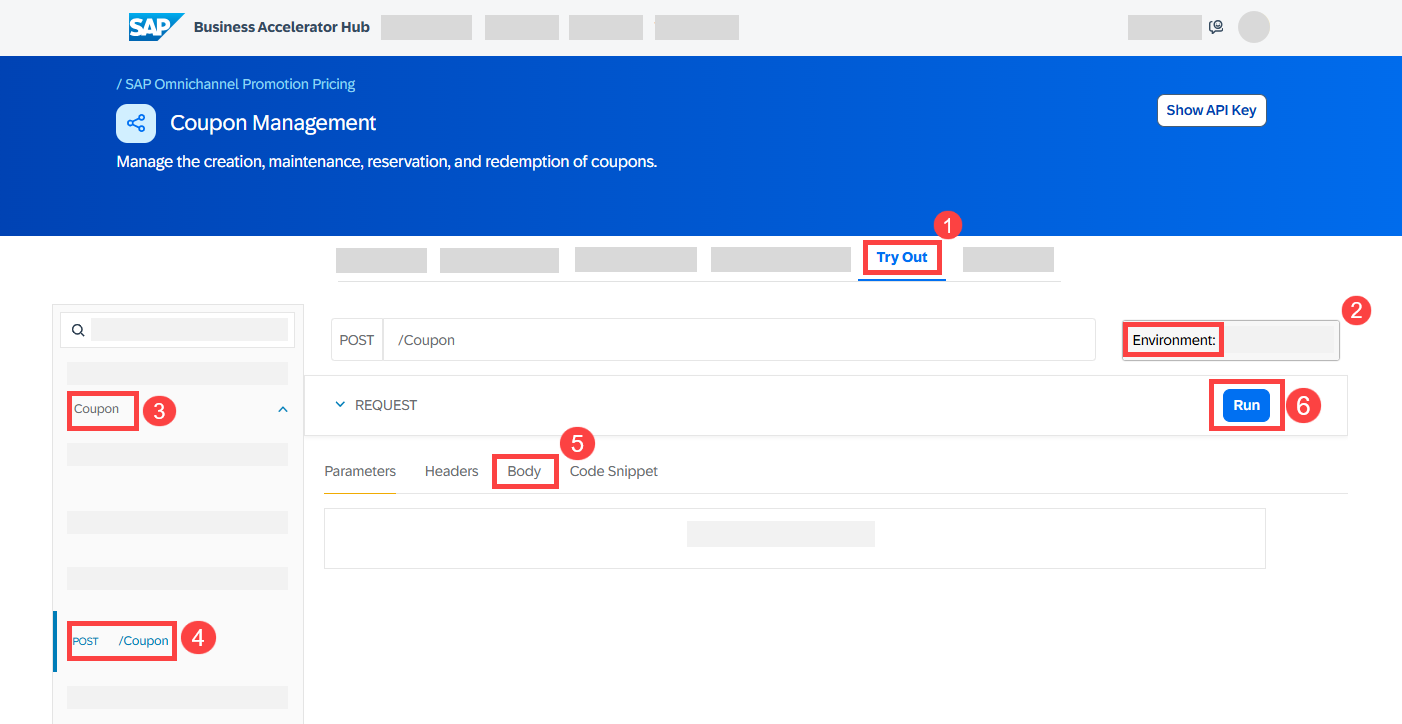 SAP Business Accelerator Hub
/ SAP Omnichannel Promotion Pricing
Coupon Management
Show API Key
Manage the creation, maintenance, reservation, and redemption of coupons.
1
Try Out
2
POST /Coupon
Environment:
Coupon
3
REQUEST
Run
6
5
Parameters Headers Body Code Snippet
POST /Coupon
4